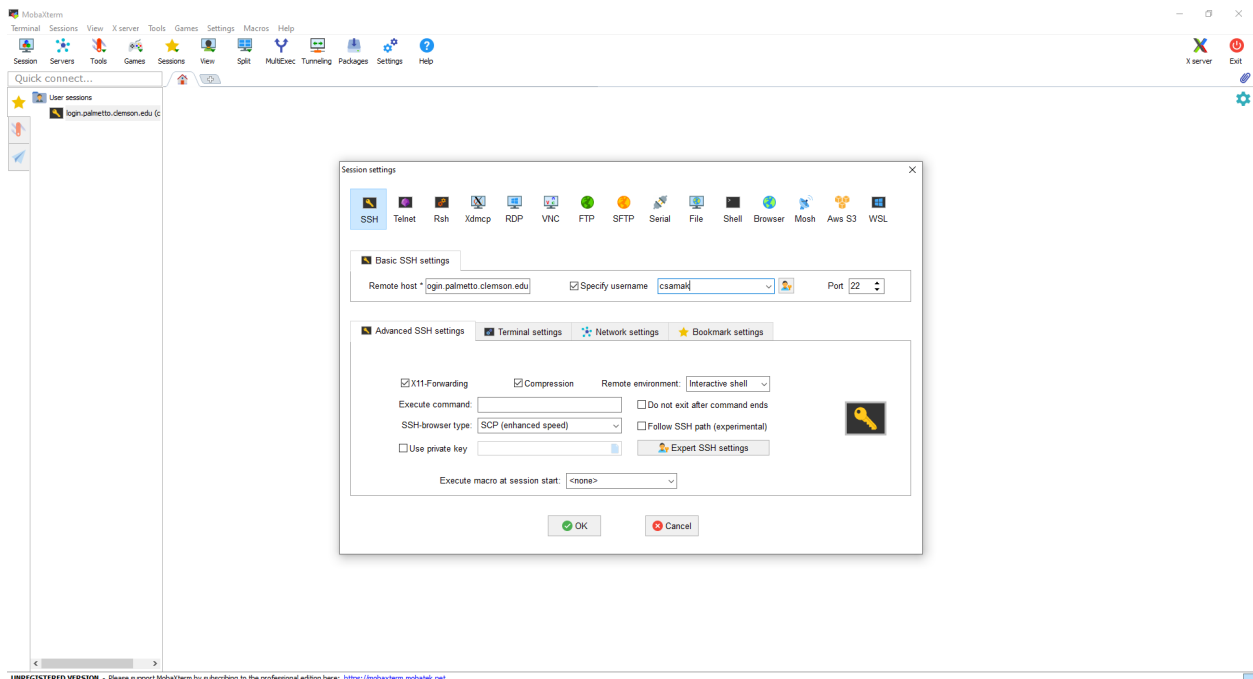 MobaXterm
Terminal Sessions View X server Tools Games Settings Macros Help
Session Servers Tools Games Sessions View Split MultiExec Tunneling Packages Settings Help X server Exit
Quick connect...
User sessions
login.palmetto.clemson.edu (c
Session settings
SSH Telnet Rsh Xdmcp RDP VNC FTP SFTP Serial File Shell Browser Mosh Aws S3 WSL
Basic SSH settings
Remote host * ogin.palmetto.clemson.edu Specify username csamak Port 22
Advanced SSH settings Terminal settings Network settings Bookmark settings
X11-Forwarding Compression Remote environment: Interactive shell
Execute command: Do not exit after command ends
SSH-browser type: SCP (enhanced speed) Follow SSH path (experimental)
Use private key Expert SSH settings
Execute macro at session start: <none>
OK Cancel
UNREGISTERED VERSION - Please support MobaXterm by subscribing to the professional edition here: https://mobaxterm.mobatek.net